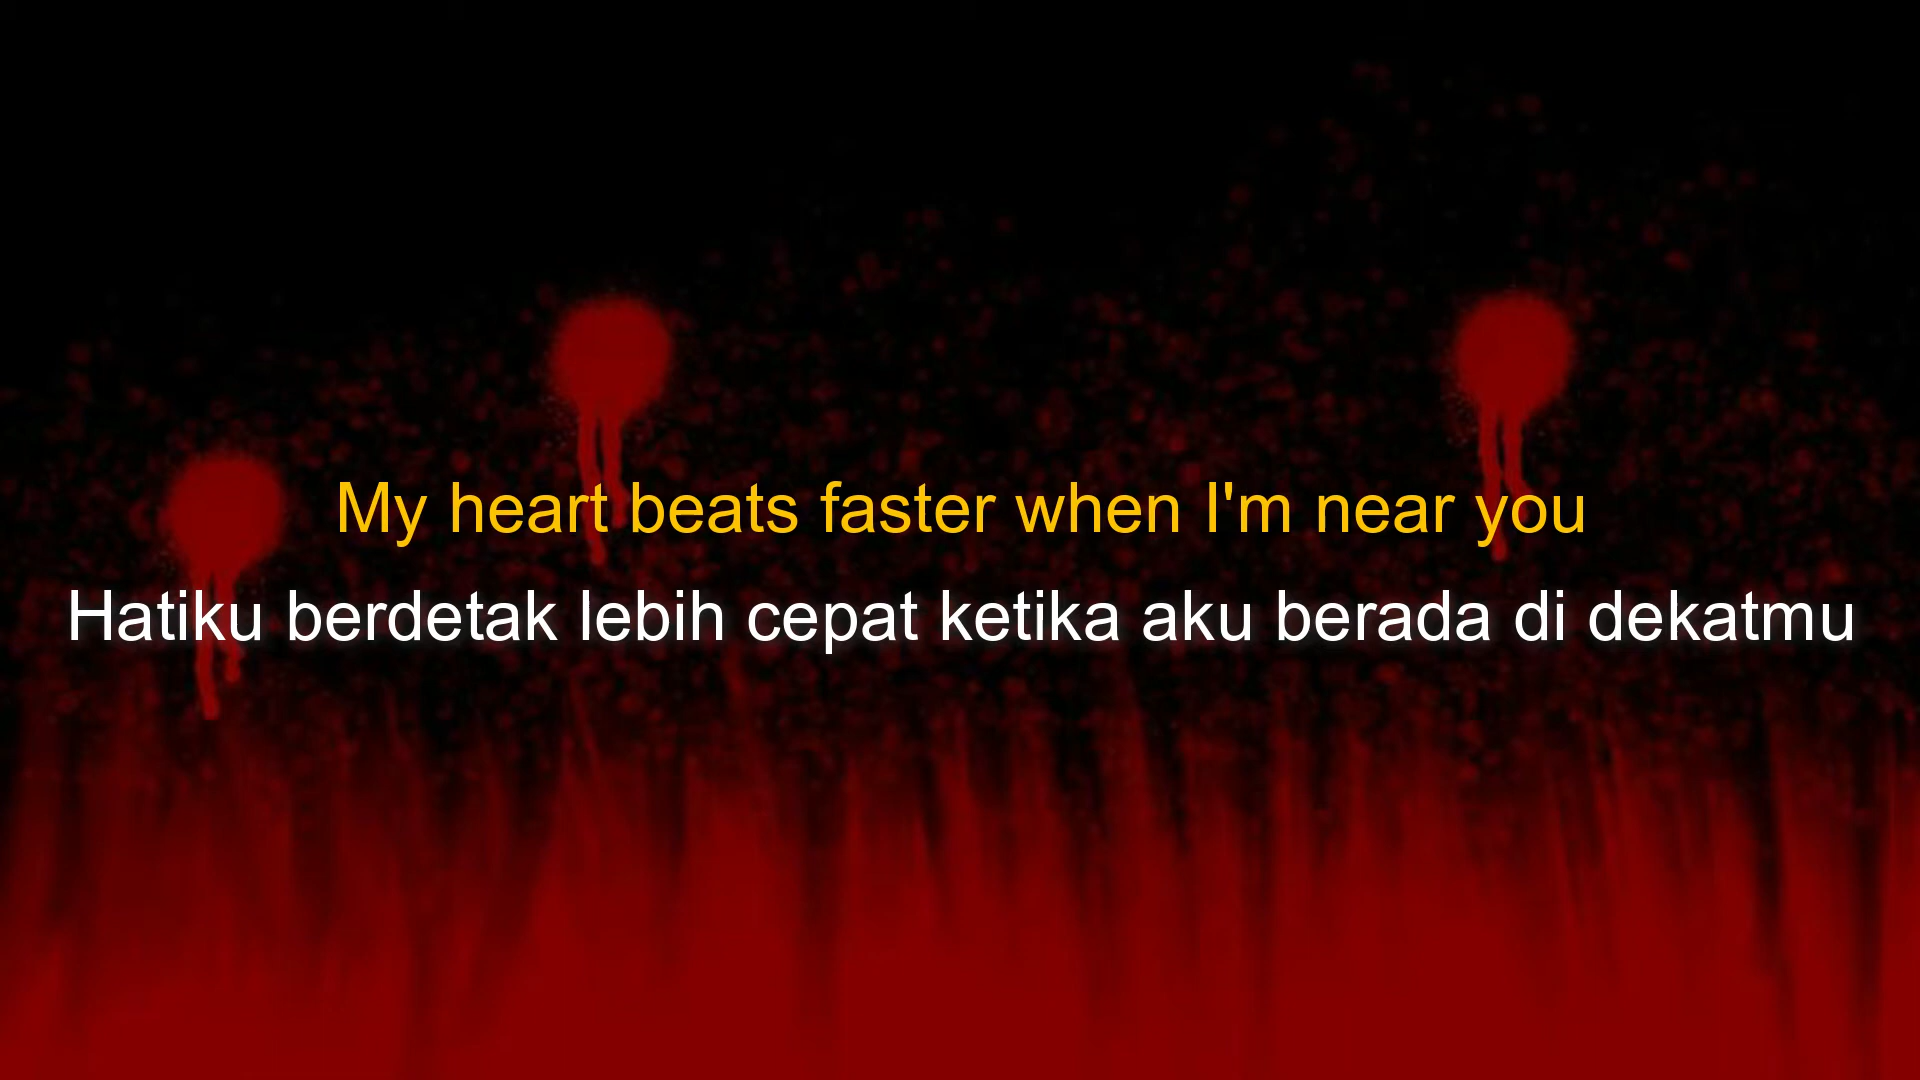 My heart beats faster when I'm near you
Hatiku berdetak lebih cepat ketika aku berada di dekatmu